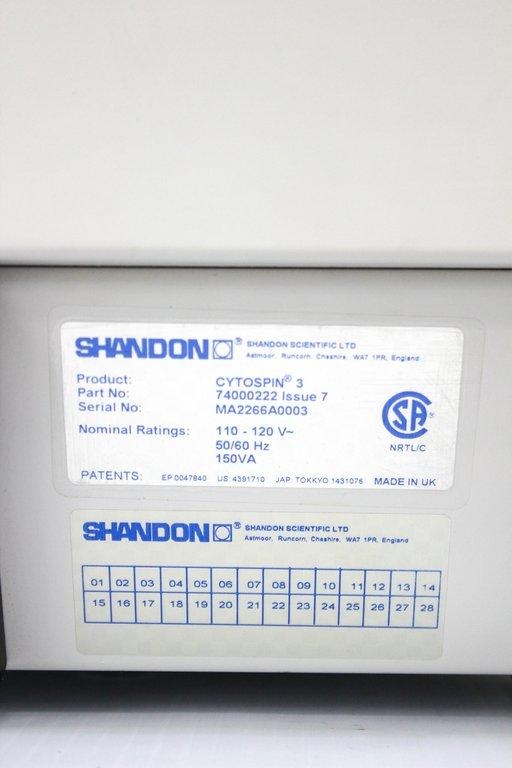 SHANDON ® SHANDON SCIENTIFIC LTD
Astmoor, Runcorn, Cheshire, WA7 1PR, England
Product: CYTOSPIN® 3
Part No: 74000222 Issue 7
Serial No: MA2266A0003
Nominal Ratings: 110 - 120 V~
50/60 Hz
150VA
SA ®
NRTL/C
PATENTS: EP 0047840 US 4391710 JAP TOKKYO 1431076 MADE IN UK
SHANDON ® SHANDON SCIENTIFIC LTD
Astmoor, Runcorn, Cheshire, WA7 1PR, England
01 02 03 04 05 06 07 08 09 10 11 12 13 14
15 16 17 18 19 20 21 22 23 24 25 26 27 28